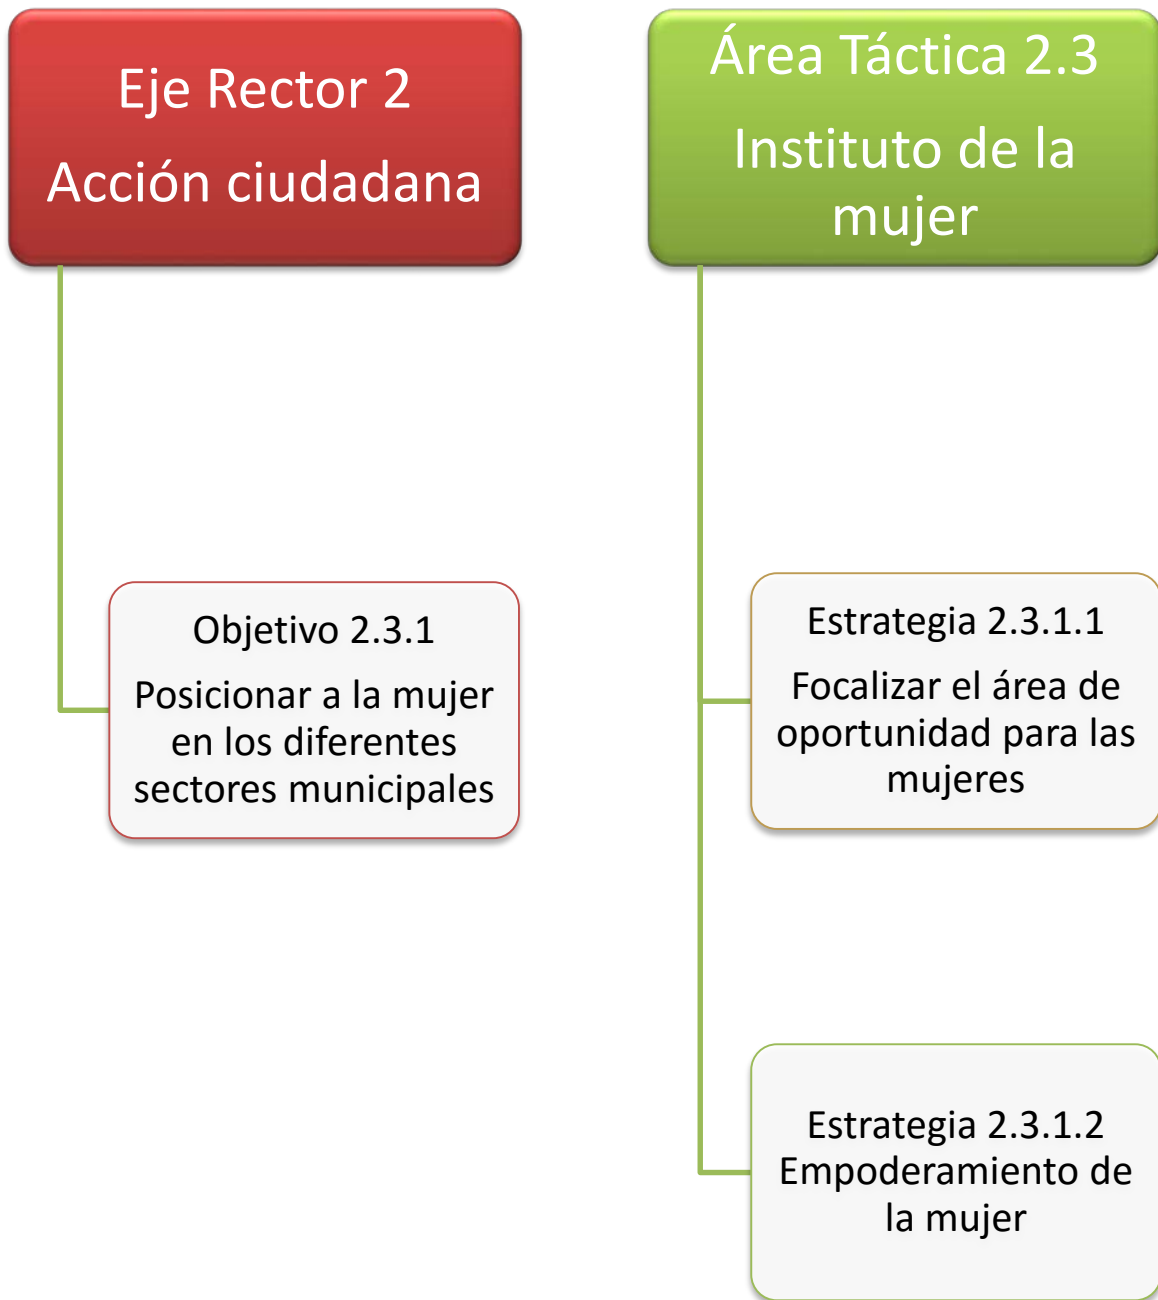 Eje Rector 2
Acción ciudadana
Área Táctica 2.3
Instituto de la
mujer
Objetivo 2.3.1
Posicionar a la mujer
en los diferentes
sectores municipales
Estrategia 2.3.1.1
Focalizar el área de
oportunidad para las
mujeres
Estrategia 2.3.1.2
Empoderamiento de
la mujer